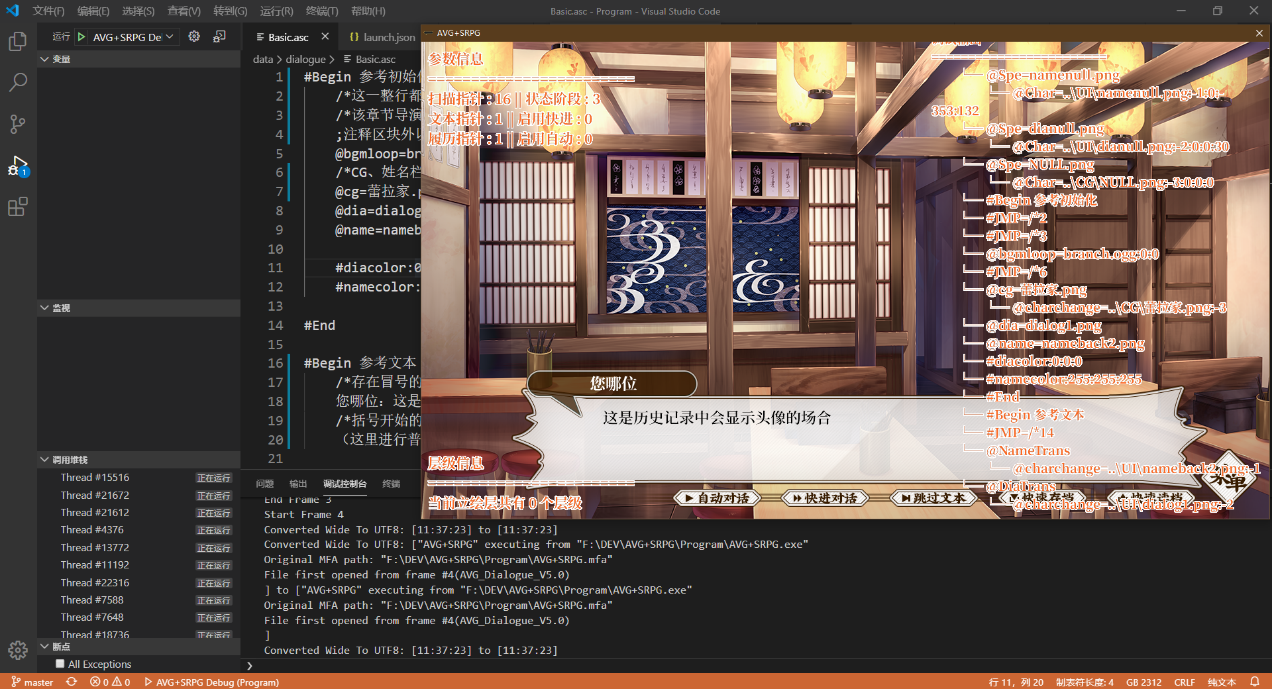 文件(F) 编辑(E) 选择(S) 查看(V) 转到(G) 运行(R) 终端(T) 帮助(H)
Basic.asc - Program - Visual Studio Code
运行 AVG+SRPG De
变量
监视
调用堆栈
Thread #15516 正在运行
Thread #21672 正在运行
Thread #21612 正在运行
Thread #4376 正在运行
Thread #13772 正在运行
Thread #11192 正在运行
Thread #22316 正在运行
Thread #7588 正在运行
Thread #7648 正在运行
Thread #18736 正在运行
断点
All Exceptions
Basic.asc
launch.json
data > dialogue > Basic.asc
1 #Begin 参考初始化
2 /*这一整行都
3 /*该章节导演
4 ;注释区块外以
5 @bgmloop=br
6 /*CG、姓名栏
7 @cg=蕾拉家.p
8 @dia=dialog
9 @name=nameb
10
11 #diacolor:0
12 #namecolor:
13
14 #End
15
16 #Begin 参考文本
17 /*存在冒号的
18 您哪位：这是
19 /*括号开始的
20 （这里进行普
21
AVG+SRPG
参数信息
扫描指针 : 16 || 状态阶段 : 3
文本指针 : 1 || 启用快进 : 0
履历指针 : 1 || 启用自动 : 0
@Spe=namenull.png
@Char=..\UI\namenull.png:-1:0:
353:132
@Spe=dianull.png
@Char=..\UI\dianull.png:-2:0:0:30
@Spe=NULL.png
@Char=..\CG\NULL.png:-3:0:0:0
#Begin 参考初始化
#JMP=/*2
#JMP=/*3
@bgmloop=branch.ogg:0:0
#JMP=/*6
@cg=蕾拉家.png
@charchange=..\CG\蕾拉家.png:-3
@dia=dialog1.png
@name=nameback2.png
#diacolor:0:0:0
#namecolor:255:255:255
#End
#Begin 参考文本
#JMP=/*14
@NameTrans
@charchange=..\UI\nameback2.png:-1
@DiaTrans
@charchange=..\UI\dialog1.png:-2
您哪位
这是历史记录中会显示头像的场合
层级信息
当前立绘层共有 0 个层级
自动对话 快进对话 跳过文本 快速存档 快速读档
菜单
问题 输出 调试控制台 终端
End Frame 3
Start Frame 4
Converted Wide To UTF8: [11:37:23] to [11:37:23]
Converted Wide To UTF8: ["AVG+SRPG" executing from "F:\DEV\AVG+SRPG\Program\AVG+SRPG.exe"
Original MFA path: "F:\DEV\AVG+SRPG\Program\AVG+SRPG.mfa"
File first opened from frame #4(AVG_Dialogue_V5.0)
] to ["AVG+SRPG" executing from "F:\DEV\AVG+SRPG\Program\AVG+SRPG.exe"
Original MFA path: "F:\DEV\AVG+SRPG\Program\AVG+SRPG.mfa"
File first opened from frame #4(AVG_Dialogue_V5.0)
]
Converted Wide To UTF8: [11:37:23] to [11:37:23]
master 0 0 AVG+SRPG Debug (Program)
行 11，列 20 制表符长度: 4 GB 2312 CRLF 纯文本